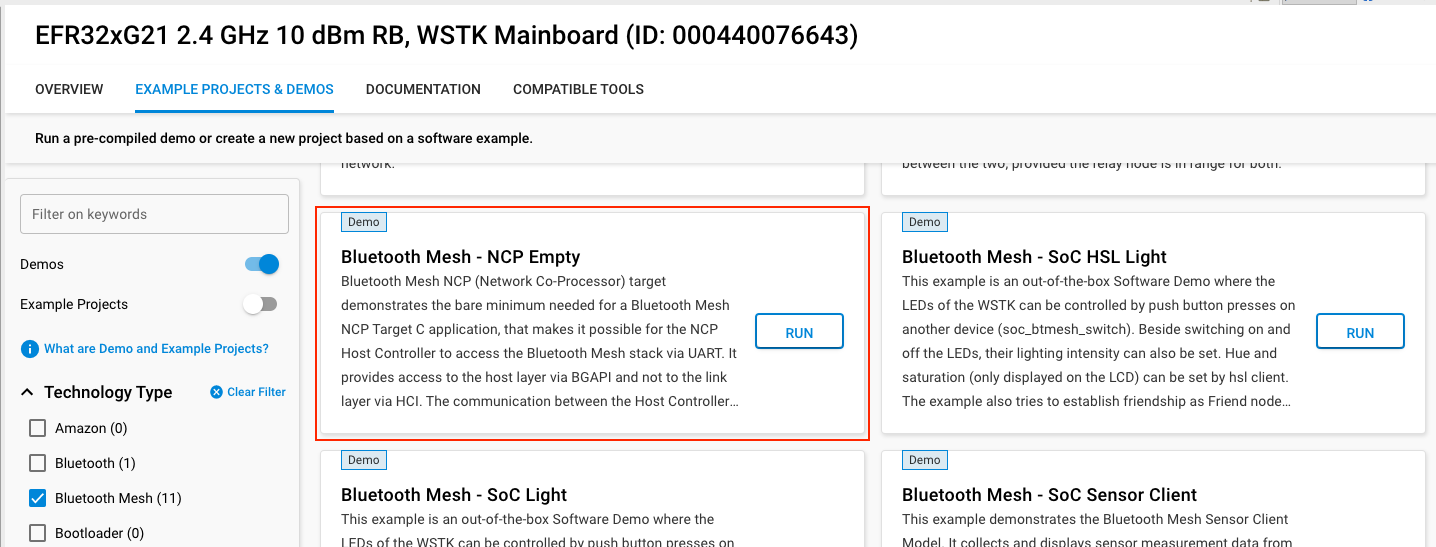 EFR32xG21 2.4 GHz 10 dBm RB, WSTK Mainboard (ID: 000440076643)
OVERVIEW
EXAMPLE PROJECTS & DEMOS
DOCUMENTATION
COMPATIBLE TOOLS
Run a pre-compiled demo or create a new project based on a software example.
Filter on keywords
Demos
Example Projects
What are Demo and Example Projects?
Technology Type
Clear Filter
Amazon (0)
Bluetooth (1)
Bluetooth Mesh (11)
Bootloader (0)
network.
between the two, provided the relay node is in range for both.
Demo
Bluetooth Mesh - NCP Empty
Bluetooth Mesh NCP (Network Co-Processor) target
demonstrates the bare minimum needed for a Bluetooth Mesh
NCP Target C application, that makes it possible for the NCP
Host Controller to access the Bluetooth Mesh stack via UART. It
provides access to the host layer via BGAPI and not to the link
layer via HCI. The communication between the Host Controller...
RUN
Demo
Bluetooth Mesh - SoC HSL Light
This example is an out-of-the-box Software Demo where the
LEDs of the WSTK can be controlled by push button presses on
another device (soc_btmesh_switch). Beside switching on and
off the LEDs, their lighting intensity can also be set. Hue and
saturation (only displayed on the LCD) can be set by hsl client.
The example also tries to establish friendship as Friend node...
RUN
Demo
Bluetooth Mesh - SoC Light
This example is an out-of-the-box Software Demo where the
LEDs of the WSTK can be controlled by push button presses on
Demo
Bluetooth Mesh - SoC Sensor Client
This example demonstrates the Bluetooth Mesh Sensor Client
Model. It collects and displays sensor measurement data from